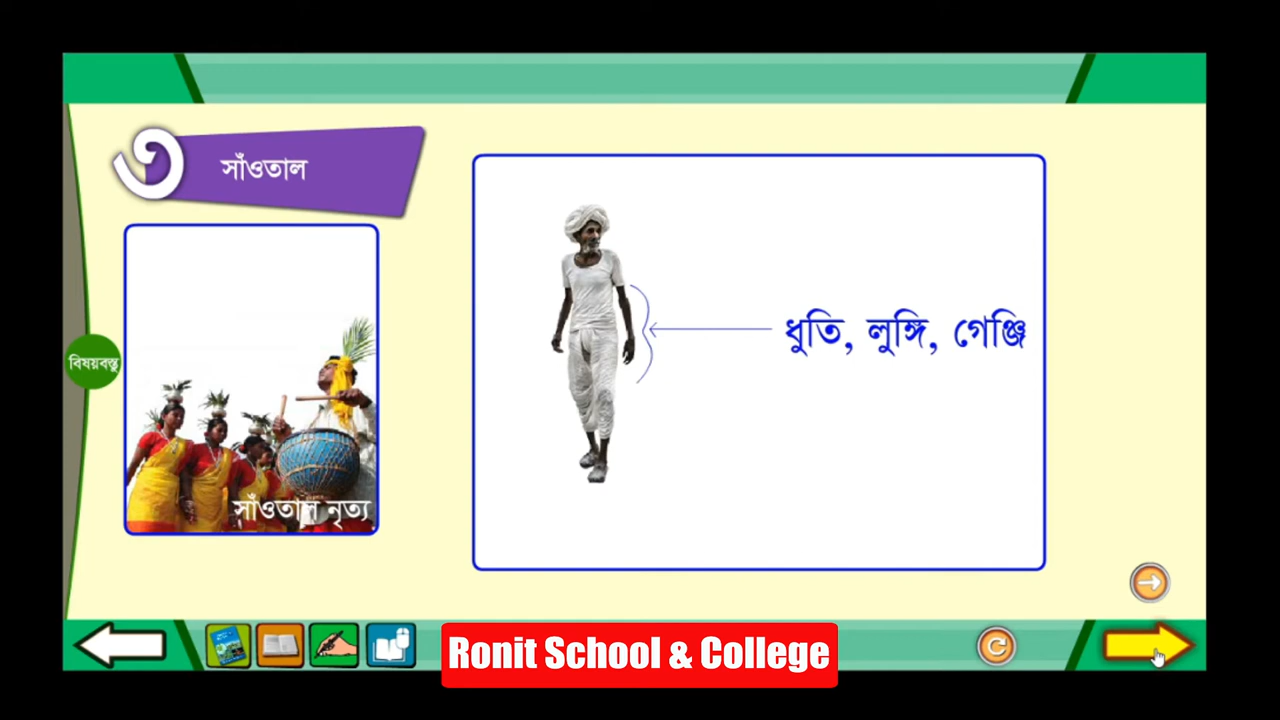 ৩
সাঁওতাল
ধুতি, লুঙ্গি, গেঞ্জি
বিষয়বস্তু
সাঁওতাল নৃত্য
Ronit School & College